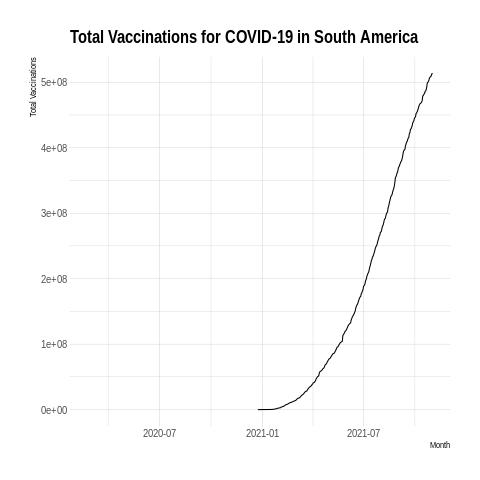 Total Vaccinations for COVID-19 in South America
Total Vaccinations
5e+08
4e+08
3e+08
2e+08
1e+08
0e+00
2020-07 2021-01 2021-07
Month